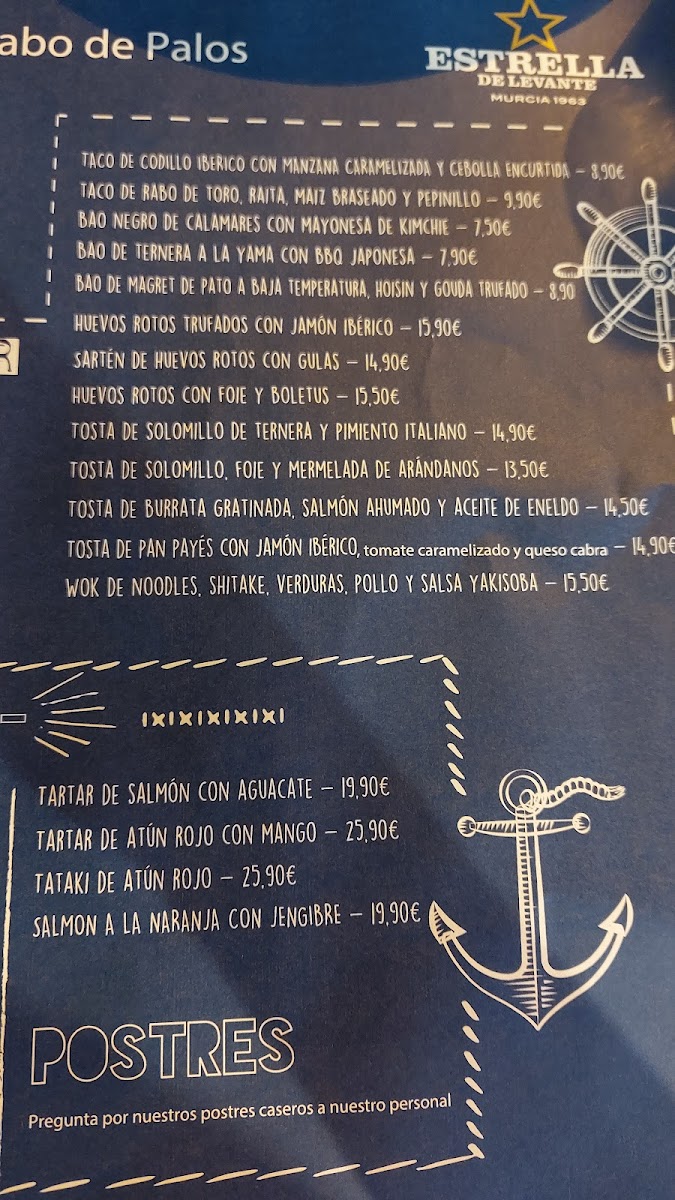 abo de Palos
ESTRELLA
DE LEVANTE
MURCIA 1963
TACO DE CODILLO IBERICO CON MANZANA CARAMELIZADA Y CEBOLLA ENCURTIDA – 8,90€
TACO DE RABO DE TORO, RAITA, MAIZ BRASEADO Y PEPINILLO – 9,90€
BAO NEGRO DE CALAMARES CON MAYONESA DE KIMCHIE – 7,50€
BAO DE TERNERA A LA YAMA CON BBQ JAPONESA – 7,90€
BAO DE MAGRET DE PATO A BAJA TEMPERATURA, HOISIN Y GOUDA TRUFADO – 8,90
HUEVOS ROTOS TRUFADOS CON JAMÓN IBÉRICO – 15,90€
R
SARTÉN DE HUEVOS ROTOS CON GULAS – 14,90€
HUEVOS ROTOS CON FOIE Y BOLETUS – 15,50€
TOSTA DE SOLOMILLO DE TERNERA Y PIMIENTO ITALIANO – 14,90€
TOSTA DE SOLOMILLO, FOIE Y MERMELADA DE ARÁNDANOS – 13,50€
TOSTA DE BURRATA GRATINADA, SALMÓN AHUMADO Y ACEITE DE ENELDO – 14,50€
TOSTA DE PAN PAYÉS CON JAMÓN IBÉRICO, tomate caramelizado y queso cabra – 14,90€
WOK DE NOODLES, SHITAKE, VERDURAS, POLLO Y SALSA YAKISOBA – 15,50€
TARTAR DE SALMÓN CON AGUACATE – 19,90€
TARTAR DE ATÚN ROJO CON MANGO – 25,90€
TATAKI DE ATÚN ROJO – 25,90€
SALMON A LA NARANJA CON JENGIBRE – 19,90€
POSTRES
Pregunta por nuestros postres caseros a nuestro personal